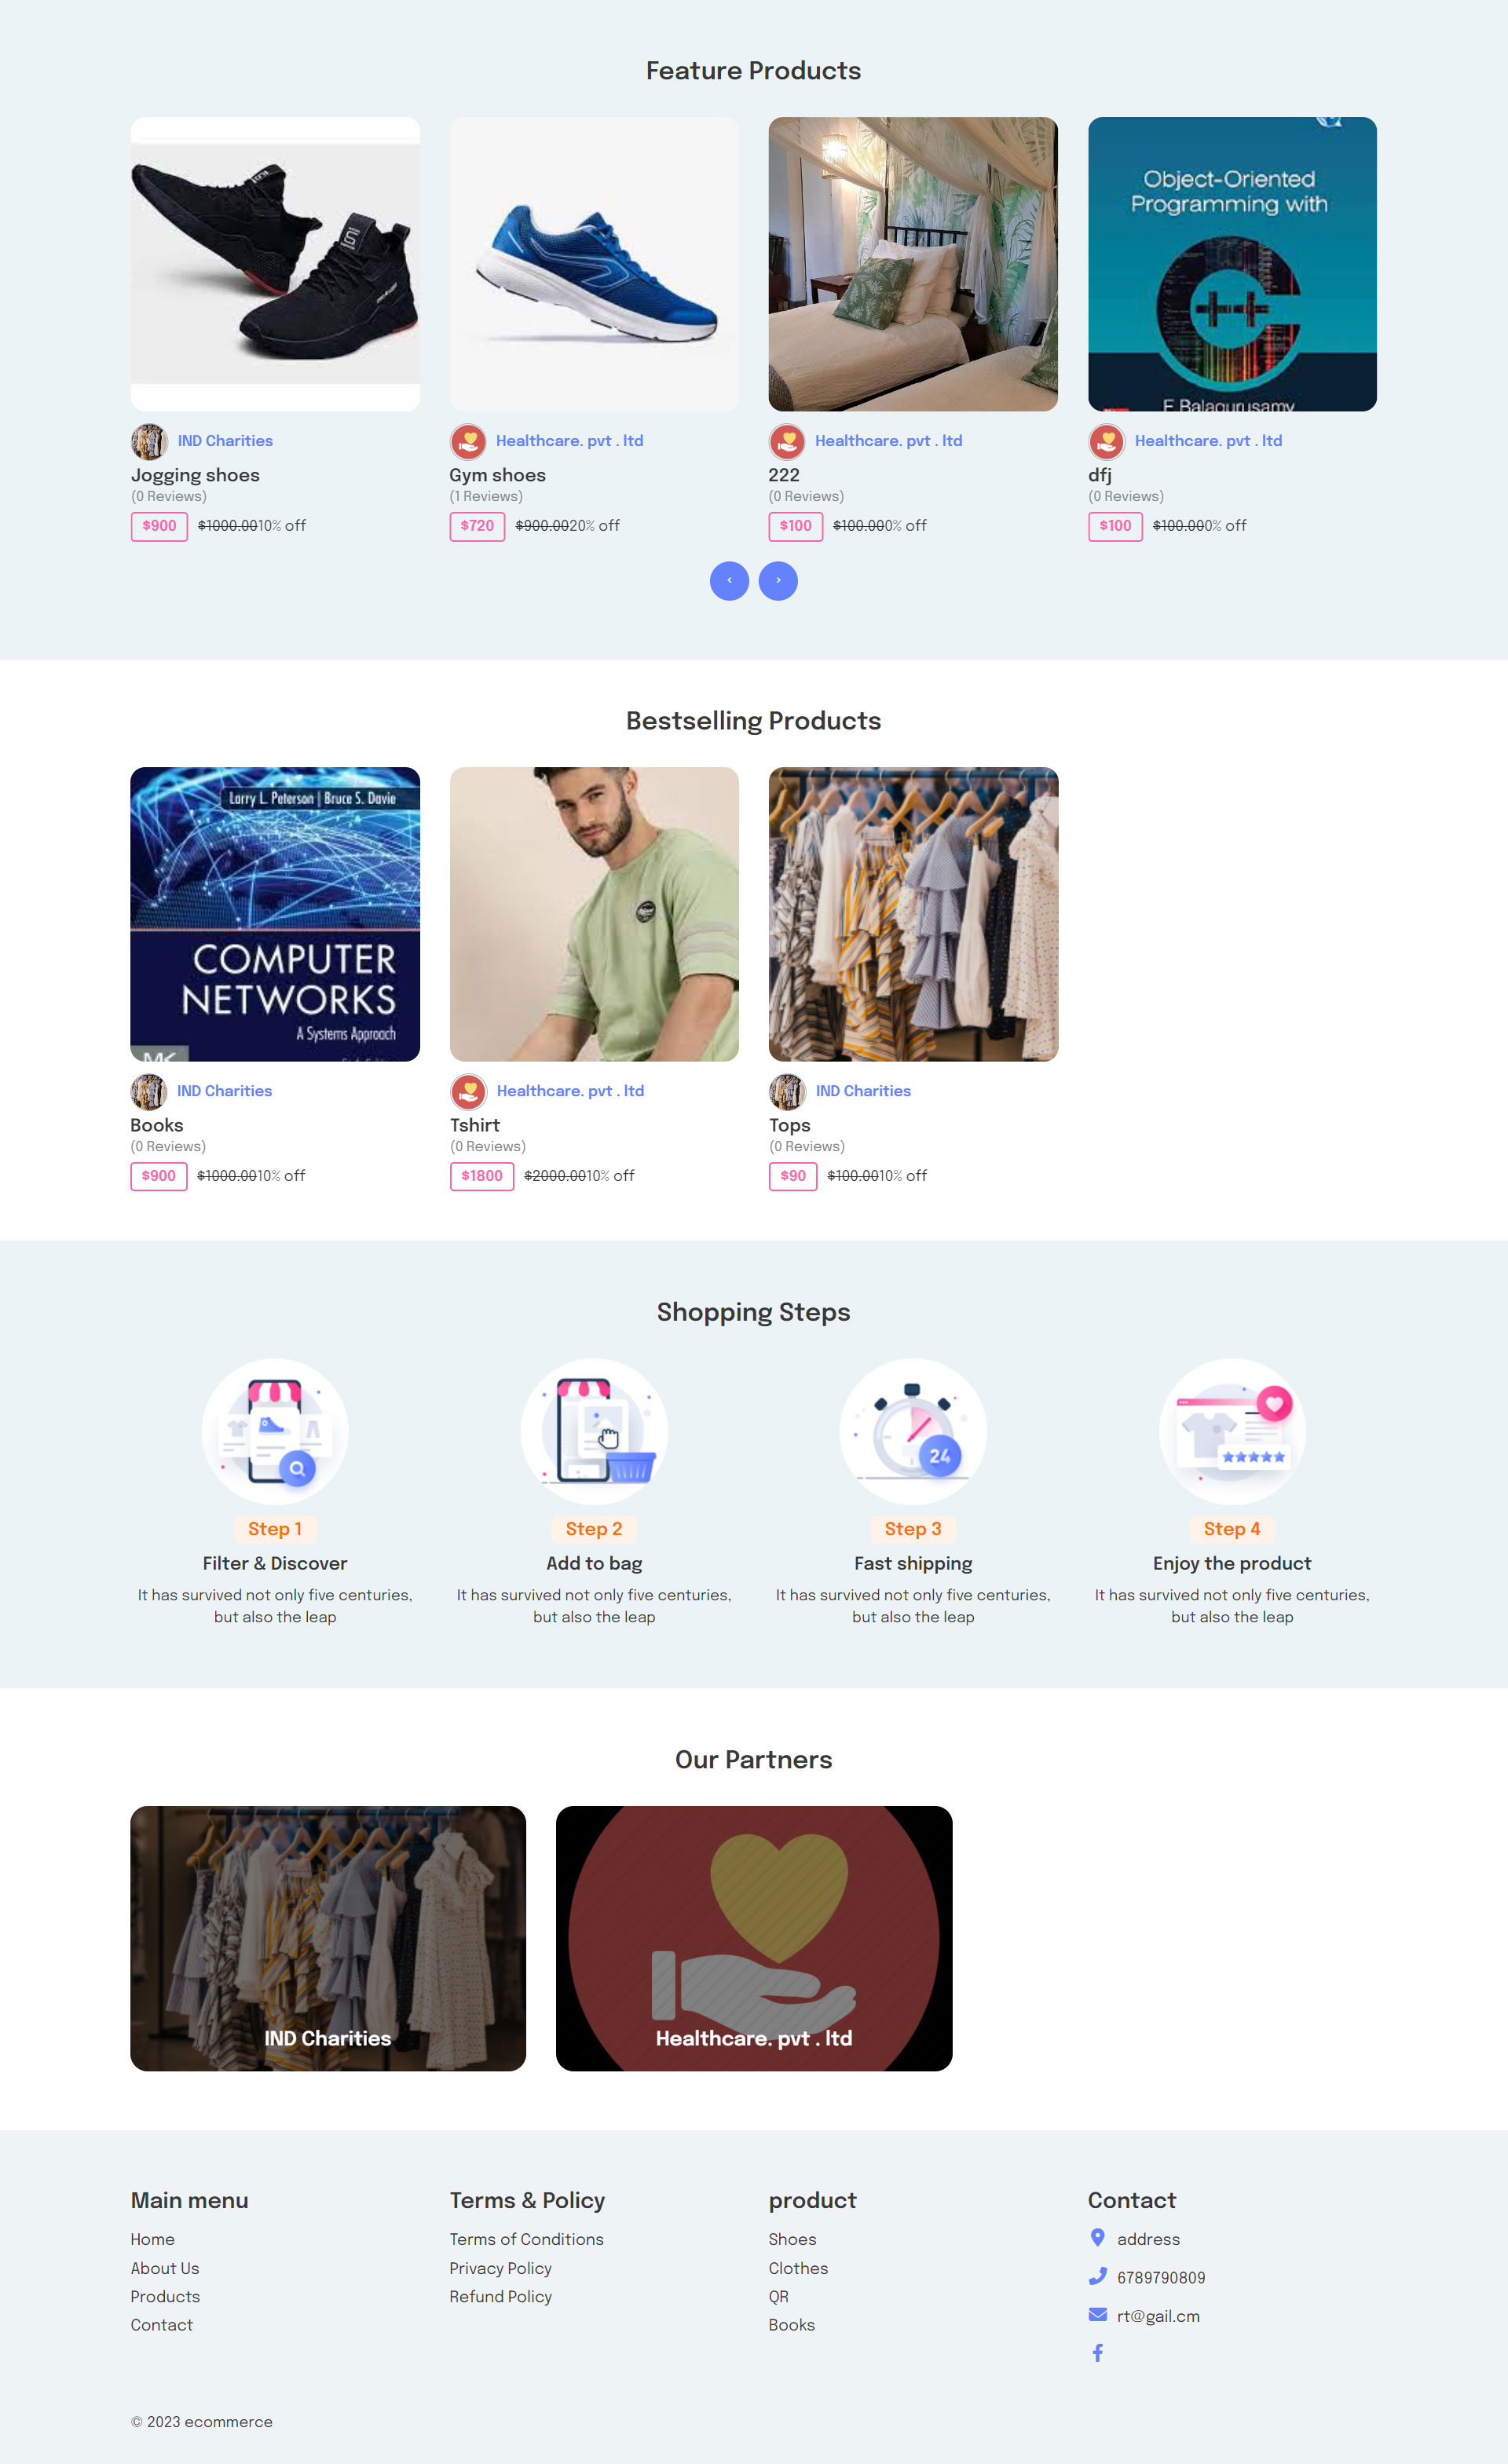 Feature Products
Object-Oriented
Programming with
C++
E Balagurusamy
IND Charities
Jogging shoes
(0 Reviews)
$900 $1000.0010% off
Healthcare. pvt . ltd
Gym shoes
(1 Reviews)
$720 $900.0020% off
Healthcare. pvt . ltd
222
(0 Reviews)
$100 $100.000% off
Healthcare. pvt . ltd
dfj
(0 Reviews)
$100 $100.000% off
‹ ›
Bestselling Products
Larry L. Peterson | Bruce S. Davie
COMPUTER
NETWORKS
A Systems Approach
MK
IND Charities
Books
(0 Reviews)
$900 $1000.0010% off
Healthcare. pvt . ltd
Tshirt
(0 Reviews)
$1800 $2000.0010% off
IND Charities
Tops
(0 Reviews)
$90 $100.0010% off
Shopping Steps
Step 1
Filter & Discover
It has survived not only five centuries,
but also the leap
Step 2
Add to bag
It has survived not only five centuries,
but also the leap
24
Step 3
Fast shipping
It has survived not only five centuries,
but also the leap
Step 4
Enjoy the product
It has survived not only five centuries,
but also the leap
Our Partners
IND Charities
Healthcare. pvt . ltd
Main menu
Home
About Us
Products
Contact
Terms & Policy
Terms of Conditions
Privacy Policy
Refund Policy
product
Shoes
Clothes
QR
Books
Contact
address
6789790809
rt@gail.cm
© 2023 ecommerce